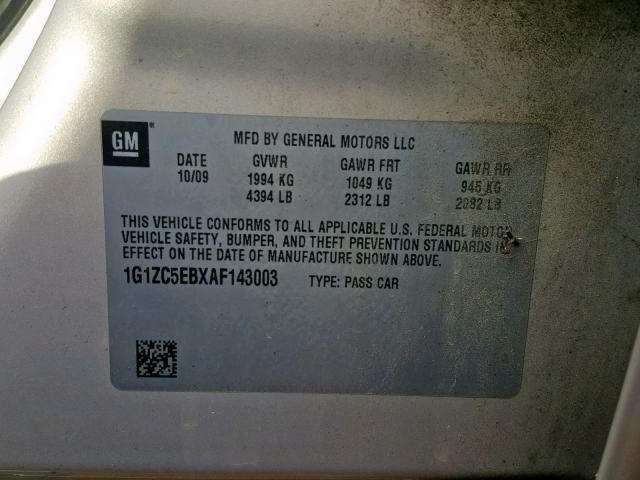 GM
MFD BY GENERAL MOTORS LLC
DATE GVWR GAWR FRT GAWR RR
10/09 1994 KG 1049 KG 945 KG
4394 LB 2312 LB 2082 LB
THIS VEHICLE CONFORMS TO ALL APPLICABLE U.S. FEDERAL MOTOR
VEHICLE SAFETY, BUMPER, AND THEFT PREVENTION STANDARDS IN
EFFECT ON THE DATE OF MANUFACTURE SHOWN ABOVE.
1G1ZC5EBXAF143003 TYPE: PASS CAR